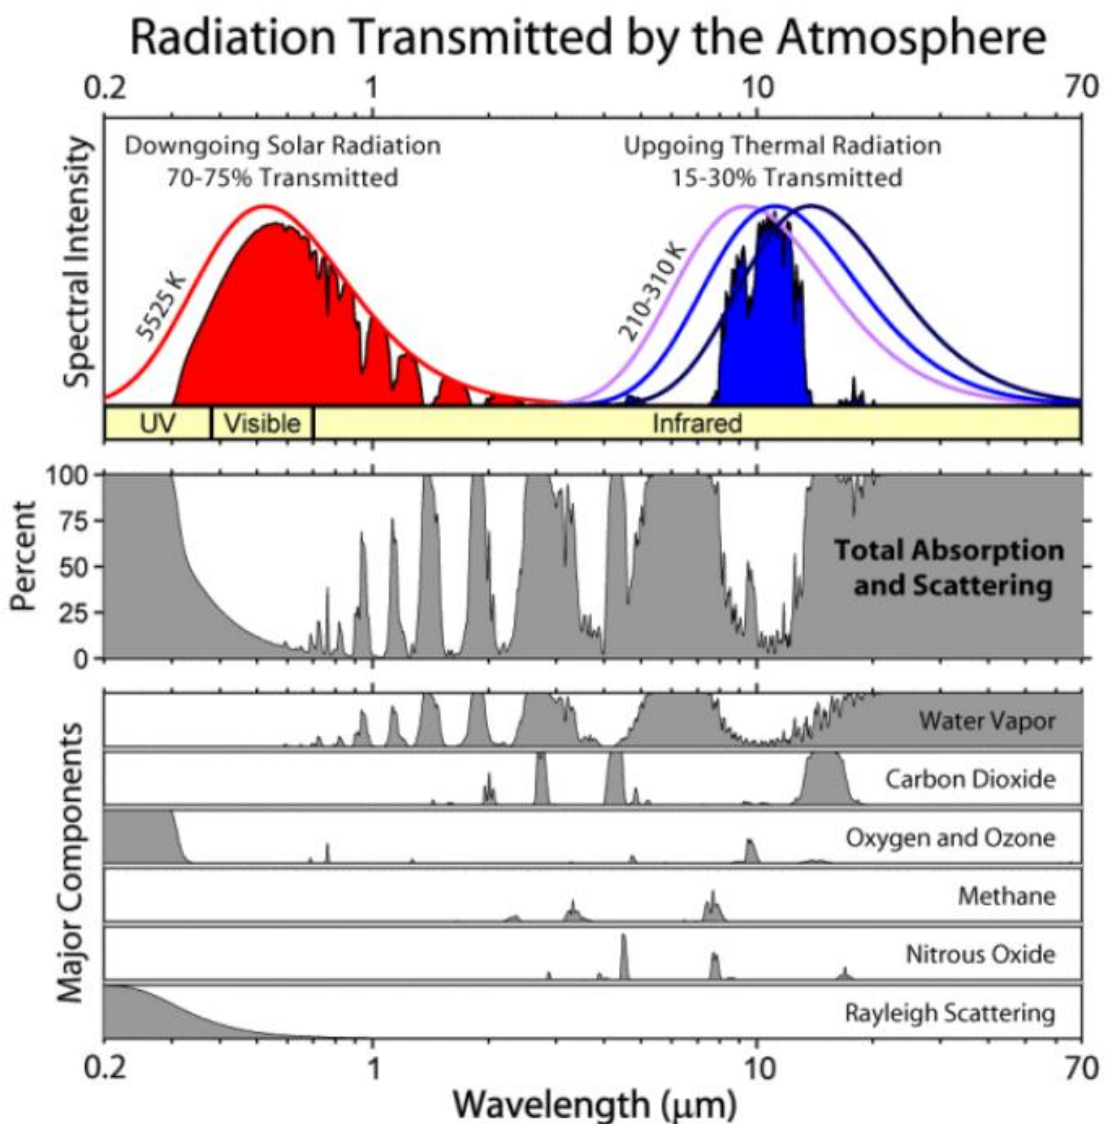 Radiation Transmitted by the Atmosphere
0.2 1 10 70
Spectral Intensity
Downgoing Solar Radiation
70-75% Transmitted
Upgoing Thermal Radiation
15-30% Transmitted
5525 K
210-310 K
UV Visible Infrared
Percent
100
75
50
25
0
Total Absorption
and Scattering
Major Components
Water Vapor
Carbon Dioxide
Oxygen and Ozone
Methane
Nitrous Oxide
Rayleigh Scattering
0.2 1 10 70
Wavelength (μm)